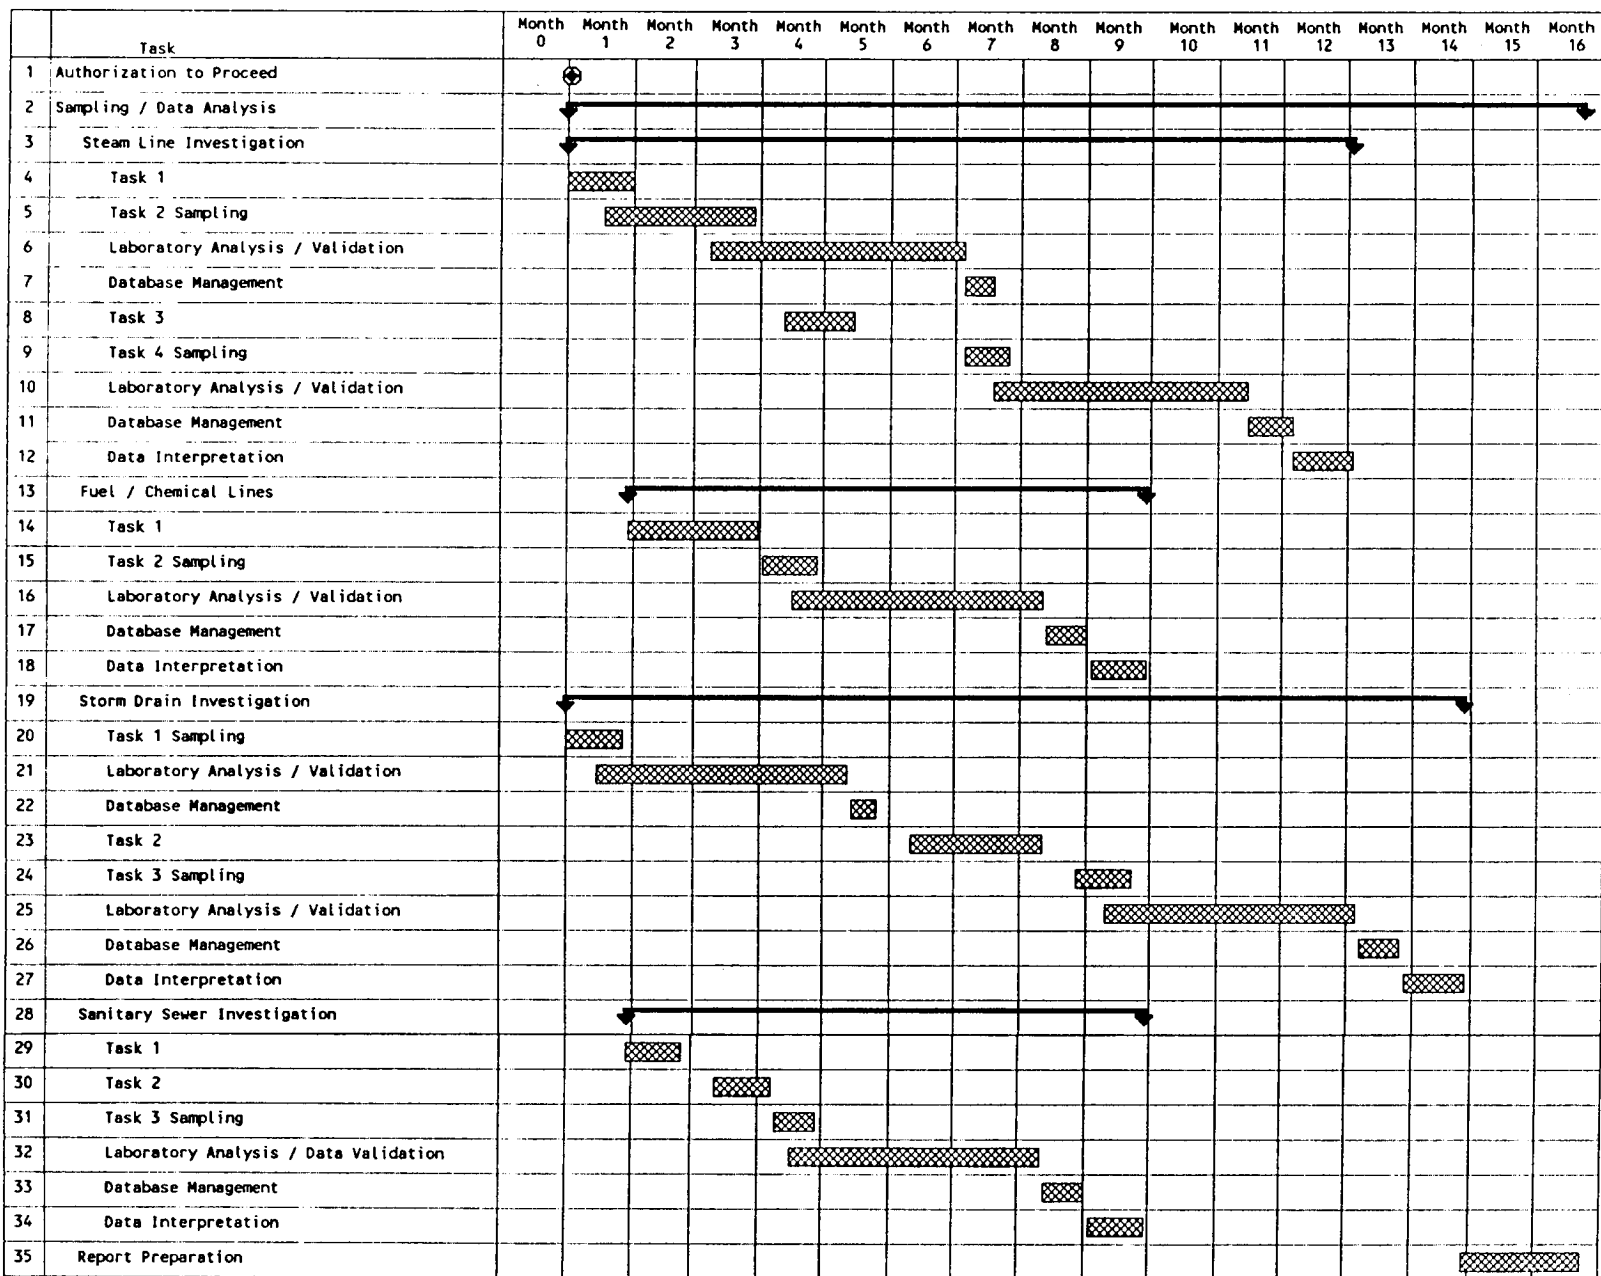 Month Month Month Month Month Month Month Month Month Month Month Month Month Month Month Month Month
Task 0 1 2 3 4 5 6 7 8 9 10 11 12 13 14 15 16
1 Authorization to Proceed
2 Sampling / Data Analysis
3 Steam Line Investigation
4 Task 1
5 Task 2 Sampling
6 Laboratory Analysis / Validation
7 Database Management
8 Task 3
9 Task 4 Sampling
10 Laboratory Analysis / Validation
11 Database Management
12 Data Interpretation
13 Fuel / Chemical Lines
14 Task 1
15 Task 2 Sampling
16 Laboratory Analysis / Validation
17 Database Management
18 Data Interpretation
19 Storm Drain Investigation
20 Task 1 Sampling
21 Laboratory Analysis / Validation
22 Database Management
23 Task 2
24 Task 3 Sampling
25 Laboratory Analysis / Validation
26 Database Management
27 Data Interpretation
28 Sanitary Sewer Investigation
29 Task 1
30 Task 2
31 Task 3 Sampling
32 Laboratory Analysis / Data Validation
33 Database Management
34 Data Interpretation
35 Report Preparation